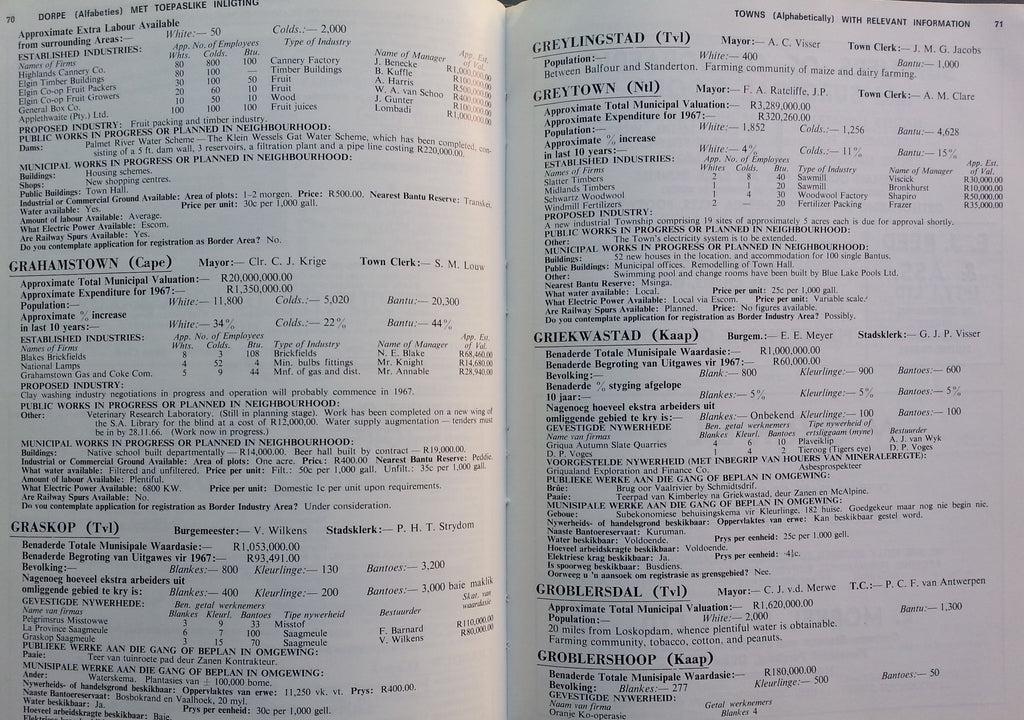 70 DORPE (Alfabeties) MET TOEPASLIKE INLIGTING
Approximate Extra Labour Available
from surrounding Areas:— White:— 50 Colds.:— 2,000
ESTABLISHED INDUSTRIES: App. No. of Employees App. Est.
Names of Firms Whts. Colds. Btu. Type of Industry Name of Manager of Val.
Highlands Cannery Co. 80 800 100 Cannery Factory J. Benecke R1,000,000.00
Elgin Timber Buildings 80 100 — Timber Buildings B. Kuffle R100,000.00
Elgin Co-op Fruit Packers 30 100 50 Fruit A. Harris R500,000.00
Elgin Co-op Fruit Growers 20 60 10 Fruit W. A. van Schoo R400,000.00
General Box Co. 10 50 10 Wood J. Gunter R100,000.00
Applethwaite (Pty.) Ltd. 100 100 100 Fruit juices Lombadi R1,000,000.00
PROPOSED INDUSTRY: Fruit packing and timber industry.
PUBLIC WORKS IN PROGRESS OR PLANNED IN NEIGHBOURHOOD:
Dams: Palmet River Water Scheme — The Klein Wessels Gat Water Scheme, which has been completed, con-
sisting of a 5 ft. dam wall, 3 reservoirs, a filtration plant and a pipe line costing R220,000.00.
MUNICIPAL WORKS IN PROGRESS OR PLANNED IN NEIGHBOURHOOD:
Buildings: Housing schemes.
Shops: New shopping centres.
Public Buildings: Town Hall.
Industrial or Commercial Ground Available: Area of plots: 1–2 morgen. Price: R500.00. Nearest Bantu Reserve: Transkei.
Water available: Yes. Price per unit: 30c per 1,000 gall.
Amount of labour Available: Average.
What Electric Power Available: Escom.
Are Railway Spurs Available: Yes.
Do you contemplate application for registration as Border Area? No.
GRAHAMSTOWN (Cape) Mayor:— Clr. C. J. Krige Town Clerk:— S. M. Louw
Approximate Total Municipal Valuation:— R20,000,000.00
Approximate Expenditure for 1967:— R1,350,000.00
Population:— White:— 11,800 Colds.:— 5,020 Bantu:— 20,300
Approximate % increase
in last 10 years:— White:— 34% Colds.:— 22% Bantu:— 44%
ESTABLISHED INDUSTRIES: App. No. of Employees App. Est.
Names of Firms Whts. Colds. Btu. Type of Industry Name of Manager of Val.
Blakes Brickfields 8 3 108 Brickfields N. E. Blake R68,460.00
National Lamps 4 52 4 Min. bulbs fittings Mr. Knight R14,680.00
Grahamstown Gas and Coke Com. 5 9 44 Mnf. of gas and dist. Mr. Annable R28,940.00
PROPOSED INDUSTRY:
Clay washing industry negotiations in progress and operation will probably commence in 1967.
PUBLIC WORKS IN PROGRESS OR PLANNED IN NEIGHBOURHOOD:
Other: Veterinary Research Laboratory. (Still in planning stage). Work has been completed on a new wing of
the S.A. Library for the blind at a cost of R12,000.00. Water supply augmentation — tenders must
be in by 28.11.66. (Work now in progress.)
MUNICIPAL WORKS IN PROGRESS OR PLANNED IN NEIGHBOURHOOD:
Buildings: Native school built departmentally — R14,000.00. Beer hall built by contract — R19,000.00.
Industrial or Commercial Ground Available: Area of plots: One acre. Price: R400.00 Nearest Bantu Reserve: Peddie.
What water available: Filtered and unfiltered. Price per unit: Filt.: 50c per 1,000 gall. Unfilt.: 35c per 1,000 gall.
Amount of labour Available: Plentiful.
What Electric Power Available: 6800 KW. Price per unit: Domestic 1c per unit upon requirements.
Are Railway Spurs Available: No.
Do you contemplate application for registration as Border Industry Area? Under consideration.
GRASKOP (Tvl) Burgemeester:— V. Wilkens Stadsklerk:— P. H. T. Strydom
Benaderde Totale Munisipale Waardasie:— R1,053,000.00
Benaderde Begroting van Uitgawes vir 1967:— R93,491.00
Bevolking:— Blankes:— 800 Kleurlinge:— 130 Bantoes:— 3,200
Nagenoeg hoeveel ekstra arbeiders uit
omliggende gebied te kry is: Blankes:— 400 Kleurlinge:— 200 Bantoes:— 3,000 baie maklik
GEVESTIGDE NYWERHEDE: Ben. getal werknemers Skat. van
Name van firmas Blankes Kleurl. Bantoes Tipe nywerheid Bestuurder waardasie
Pelgrimsrus Misstowwe 3 9 33 Misstof
La Province Saagmeule 6 7 100 Saagmeule F. Barnard R110,000.00
Graskop Saagmeule 3 15 70 Saagmeule V. Wilkens R80,000.00
PUBLIEKE WERKE AAN DIE GANG OF BEPLAN IN OMGEWING:
Paaie: Teer van tuinroete pad deur Zanen Kontrakteur.
MUNISIPALE WERKE AAN DIE GANG OF BEPLAN IN OMGEWING:
Ander: Waterskema. Plantasies van ± 100,000 bome.
Nywerheids- of handelsgrond beskikbaar: Oppervlaktes van erwe: 11,250 vk. vt. Prys: R400.00.
Naaste Bantoereservaat: Bosbokrand en Vaalhoek, 20 myl.
Water beskikbaar: Ja. Prys per eenheid: 30c per 1,000 gell.
Hoeveel arbeidskragte beskikbaar: Baie.
TOWNS (Alphabetically) WITH RELEVANT INFORMATION 71
GREYLINGSTAD (Tvl) Mayor:— A. C. Visser Town Clerk:— J. M. G. Jacobs
Population:— White:— 400 Bantu:— 1,000
Between Balfour and Standerton. Farming community of maize and dairy farming.
GREYTOWN (Ntl) Mayor:— F. A. Ratcliffe, J.P. Town Clerk:— A. M. Clare
Approximate Total Municipal Valuation:— R3,289,000.00
Approximate Expenditure for 1967:— R320,260.00
Population:— White:— 1,852 Colds.:— 1,256 Bantu:— 4,628
Approximate % increase
in last 10 years:— White:— 4% Colds.:— 11% Bantu:— 15%
ESTABLISHED INDUSTRIES: App. No. of Employees App. Est.
Names of Firms Whites Colds. Btu. Type of Industry Name of Manager of Val.
Slatter Timbers 2 8 40 Sawmill Viscick R30,000.00
Midlands Timbers 1 1 20 Sawmill Bronkhurst R10,000.00
Schwartz Woodwool 1 4 30 Woodwool Factory Shapiro R50,000.00
Windmill Fertilizers 2 — 20 Fertilizer Packing Frazer R35,000.00
PROPOSED INDUSTRY:
A new industrial Township comprising 19 sites of approximately 5 acres each is due for approval shortly.
PUBLIC WORKS IN PROGRESS OR PLANNED IN NEIGHBOURHOOD:
Other: The Town's electricity system is to be extended.
MUNICIPAL WORKS IN PROGRESS OR PLANNED IN NEIGHBOURHOOD:
Buildings: 52 new houses in the location, and accommodation for 100 single Bantus.
Public Buildings: Municipal offices. Remodelling of Town Hall.
Other: Swimming pool and change rooms have been built by Blue Lake Pools Ltd.
Nearest Bantu Reserve: Msinga.
What water available: Local. Price per unit: 25c per 1,000 gall.
What Electric Power Available: Local via Escom. Price per unit: Variable scale.
Are Railway Spurs Available: Planned. Price: No figures available.
Do you contemplate application for registration as Border Industry Area? Possibly.
GRIEKWASTAD (Kaap) Burgem.:— E. E. Meyer Stadsklerk:— G. J. P. Visser
Benaderde Totale Munisipale Waardasie:— R1,000,000.00
Benaderde Begroting van Uitgawes vir 1967:— R60,000.00
Bevolking:— Blank:— 800 Kleurlinge:— 900 Bantoes:— 600
Benaderde % styging afgelope
10 jaar:— Blankes:— 5% Kleurlinge:— 5% Bantoes:— 5%
Nagenoeg hoeveel ekstra arbeiders uit
omliggende gebied te kry is:— Blankes:— Onbekend Kleurlinge:— 100 Bantoes:— 100
GEVESTIGDE NYWERHEDE Ben. getal werknemers Tipe nywerheid of
Name van firmas Blankes Kleurl. Bantoes ertsliggaam (myne) Bestuurder
Griqua Autumn Slate Quarries 4 6 10 Plaveiklip A. J. van Wyk
D. P. Voges 1 4 2 Tieroog (Tigers eye) D. P. Voges
VOORGESTELDE NYWERHEID (MET INBEGRIP VAN HOUERS VAN MINERALEREGTE):
Griqualand Exploration and Finance Co. Asbesprospekteer
PUBLIEKE WERKE AAN DIE GANG OF BEPLAN IN OMGEWING:
Brûe: Brug oor Vaalrivier by Schmidtsdrif.
Paaie: Teerpad van Kimberley na Griekwastad, deur Zanen en McAlpine.
MUNISIPALE WERKE AAN DIE GANG OF BEPLAN IN OMGEWING:
Geboue: Subekonomiese behuisingskema vir Kleurlinge, 182 huise. Goedgekeur maar nog nie begin nie.
Nywerheids- of handelsgrond beskikbaar: Oppervlaktes van erwe: Kan beskikbaar gestel word.
Naaste Bantoereservaat: Kuruman.
Water beskikbaar: Voldoende. Prys per eenheid: 25c per 1.000 gell.
Hoeveel arbeidskragte beskikbaar: Voldoende.
Elektriese krag beskikbaar: Ja. Prys per eenheid:
Is spoorweg beskikbaar: Busdiens.
Oorweeg u 'n aansoek om registrasie as grensgebied? Nee.
GROBLERSDAL (Tvl) Mayor:— C. J. v.d. Merwe T.C.:— P. C. F. van Antwerpen
Approximate Total Municipal Valuation:— R1,620,000.00
Population:— White:— 2,000 Bantu:— 1,300
20 miles from Loskopdam, whence plentiful water is obtainable.
Farming community, tobacco, cotton, and peanuts.
GROBLERSHOOP (Kaap)
Benaderde Totale Munisipale Waardasie:— R180,000.00
Bevolking: Blankes:— 277 Kleurlinge:— 500 Bantoes:— 50
GEVESTIGDE NYWERHEID:
Naam van firmas Getal werknemers
Oranje Ko-operasie Blankes 4